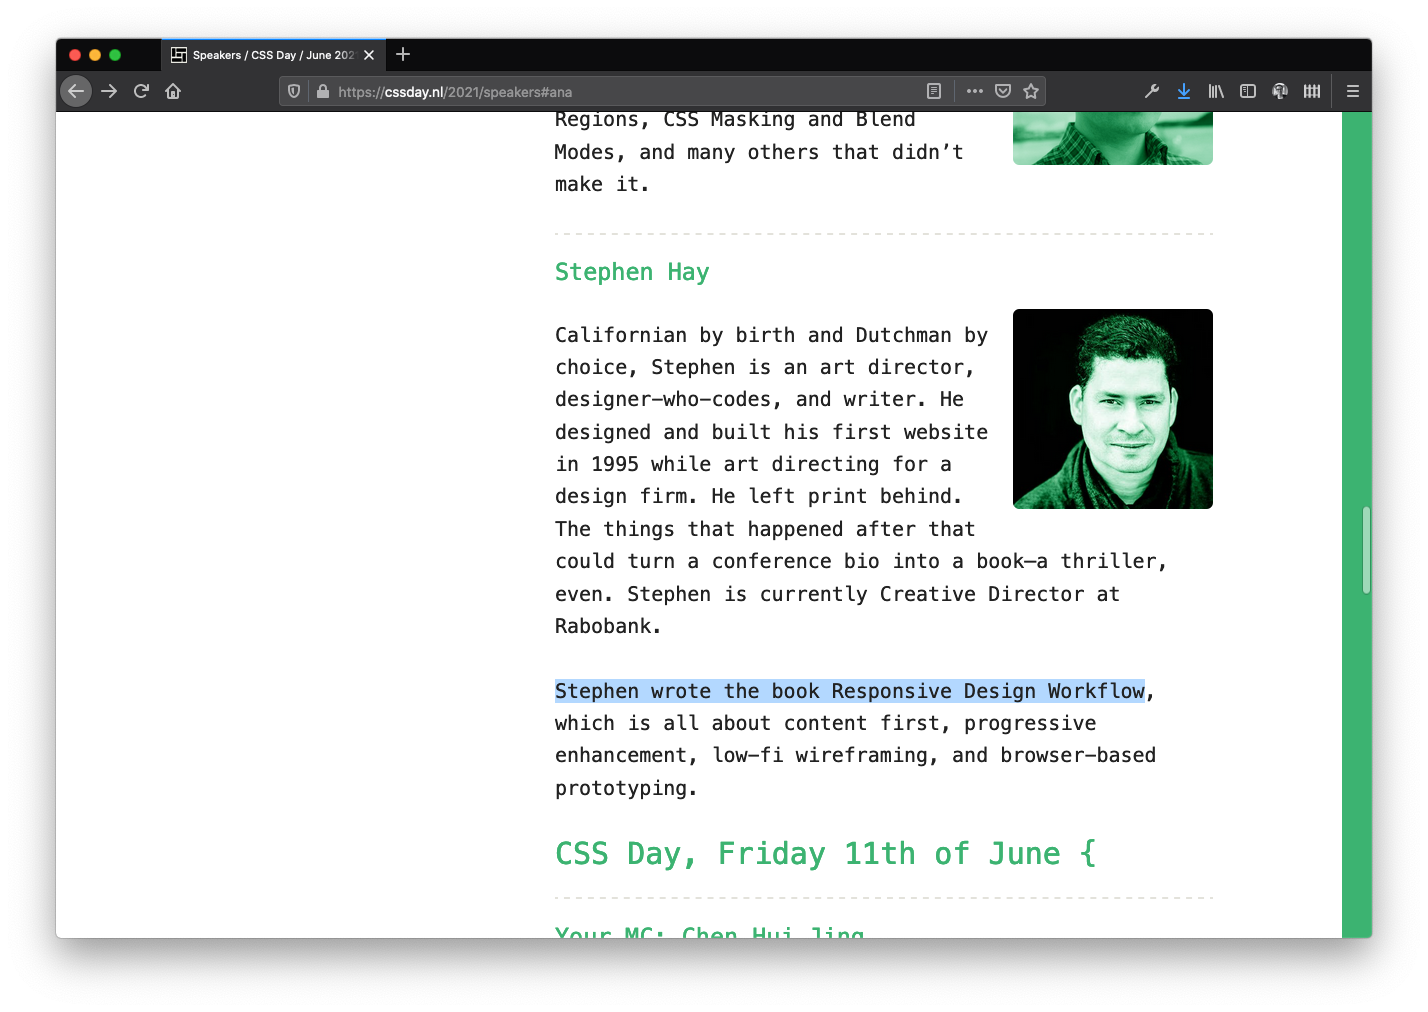 Speakers / CSS Day / June 202
https://cssday.nl/2021/speakers#ana
Regions, CSS Masking and Blend
Modes, and many others that didn’t
make it.
Stephen Hay
Californian by birth and Dutchman by
choice, Stephen is an art director,
designer–who–codes, and writer. He
designed and built his first website
in 1995 while art directing for a
design firm. He left print behind.
The things that happened after that
could turn a conference bio into a book—a thriller,
even. Stephen is currently Creative Director at
Rabobank.
Stephen wrote the book Responsive Design Workflow,
which is all about content first, progressive
enhancement, low–fi wireframing, and browser–based
prototyping.
CSS Day, Friday 11th of June {
Your MC: Chen Hui Jing